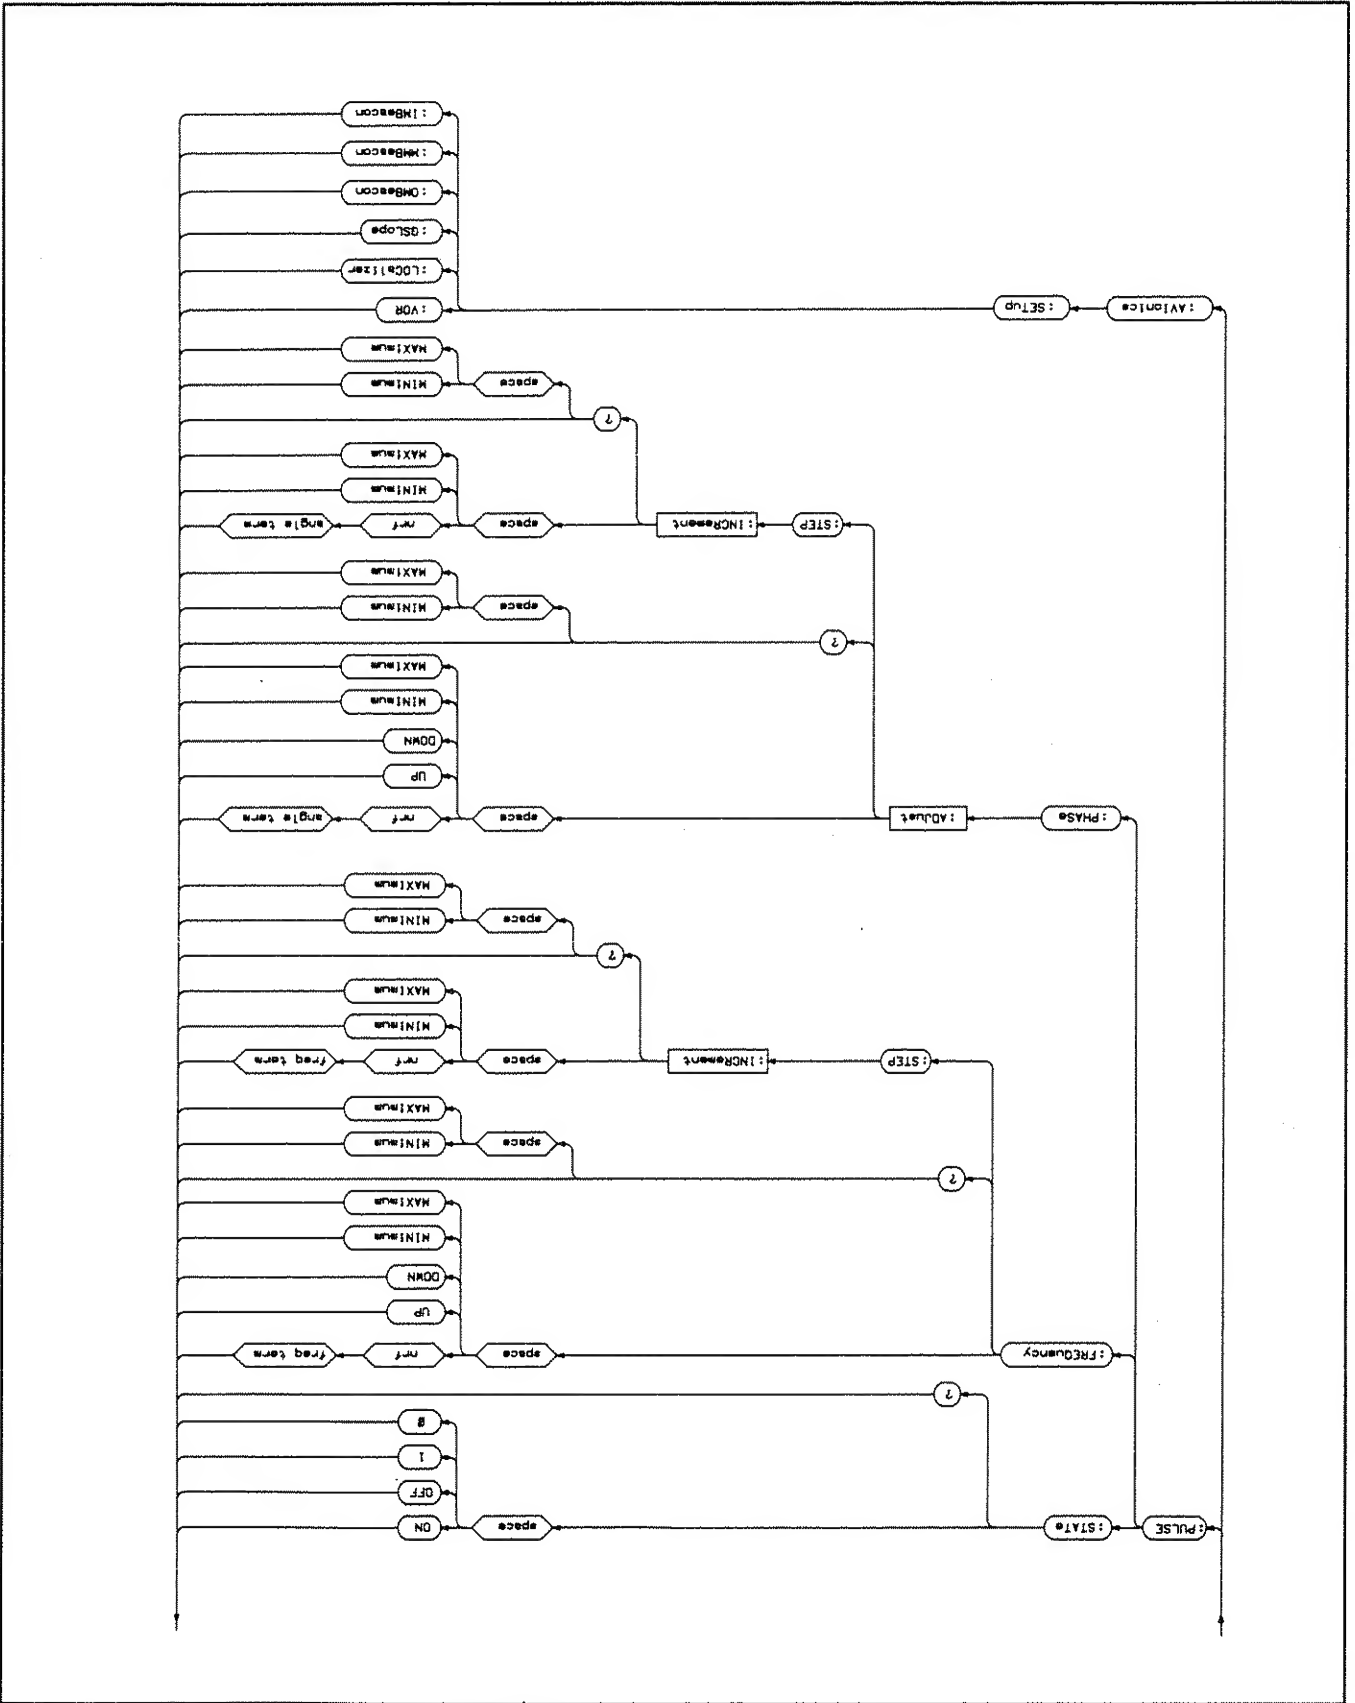 :PULSE :STATe space ON
OFF
1
0
?
:FREQuency space nrf freq term
UP
DOWN
MINimum
MAXimum
?
space MINimum
MAXimum
:STEP :INCRement space nrf freq term
MINimum
MAXimum
?
space MINimum
MAXimum
:PHASe :ADJust space nrf angle term
UP
DOWN
MINimum
MAXimum
?
space MINimum
MAXimum
:STEP :INCRement space nrf angle term
MINimum
MAXimum
?
space MINimum
MAXimum
:AVIonics :SETup :VOR
:LOCalizer
:GSLope
:OMBeacon
:MMBeacon
:IMBeacon